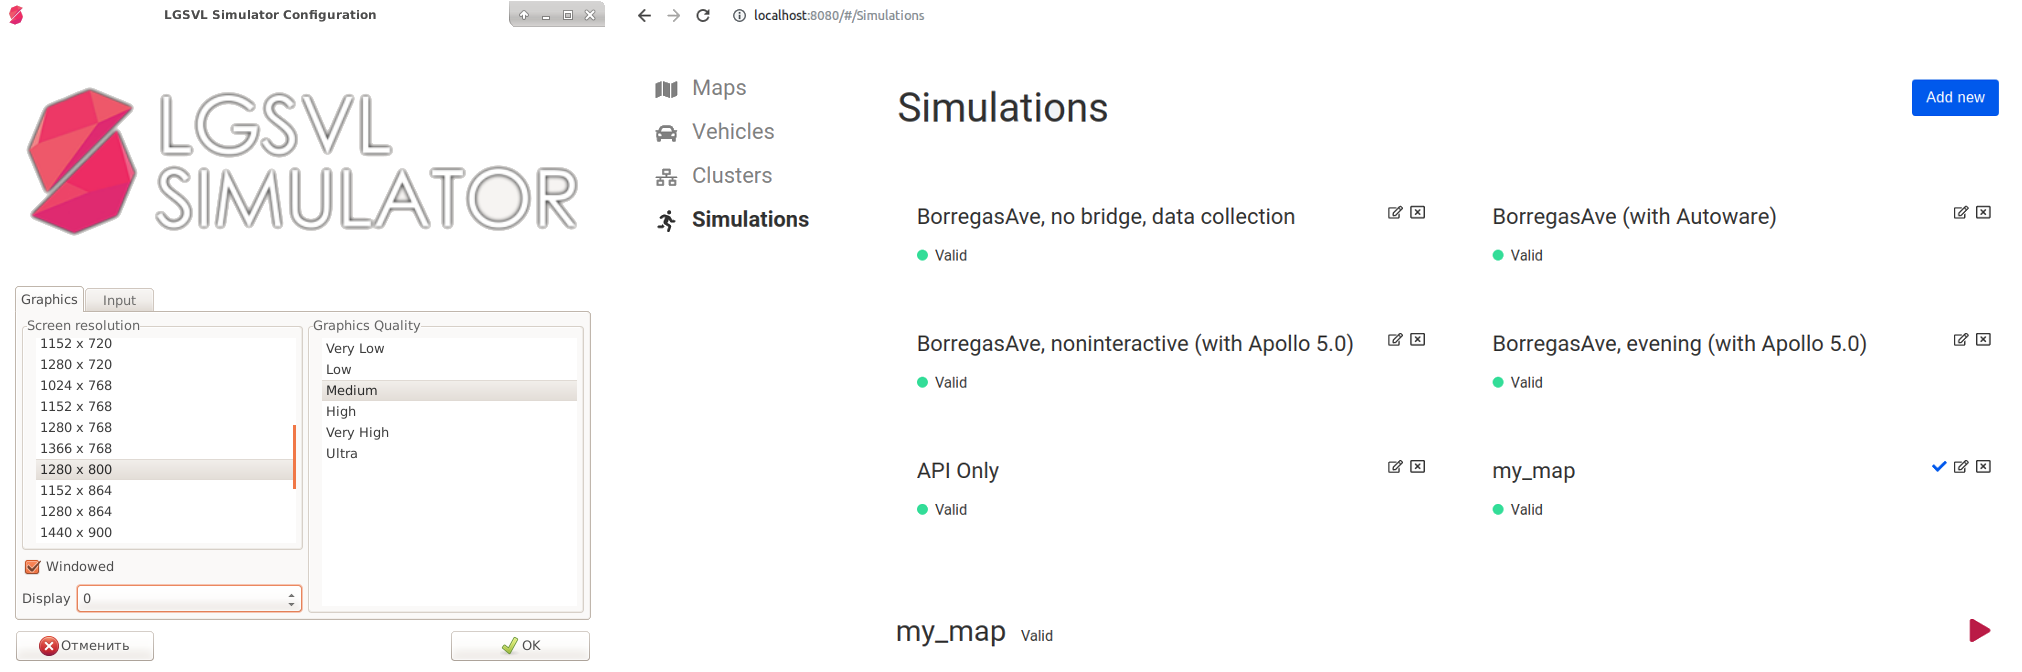 LGSVL Simulator Configuration
LGSVL
SIMULATOR
Graphics
Input
Screen resolution
1152 x 720
1280 x 720
1024 x 768
1152 x 768
1280 x 768
1366 x 768
1280 x 800
1152 x 864
1280 x 864
1440 x 900
Graphics Quality
Very Low
Low
Medium
High
Very High
Ultra
Windowed
Display 0
Отменить
OK
localhost:8080/#/Simulations
Maps
Vehicles
Clusters
Simulations
Simulations
Add new
BorregasAve, no bridge, data collection
Valid
BorregasAve (with Autoware)
Valid
BorregasAve, noninteractive (with Apollo 5.0)
Valid
BorregasAve, evening (with Apollo 5.0)
Valid
API Only
Valid
my_map
Valid
my_map Valid